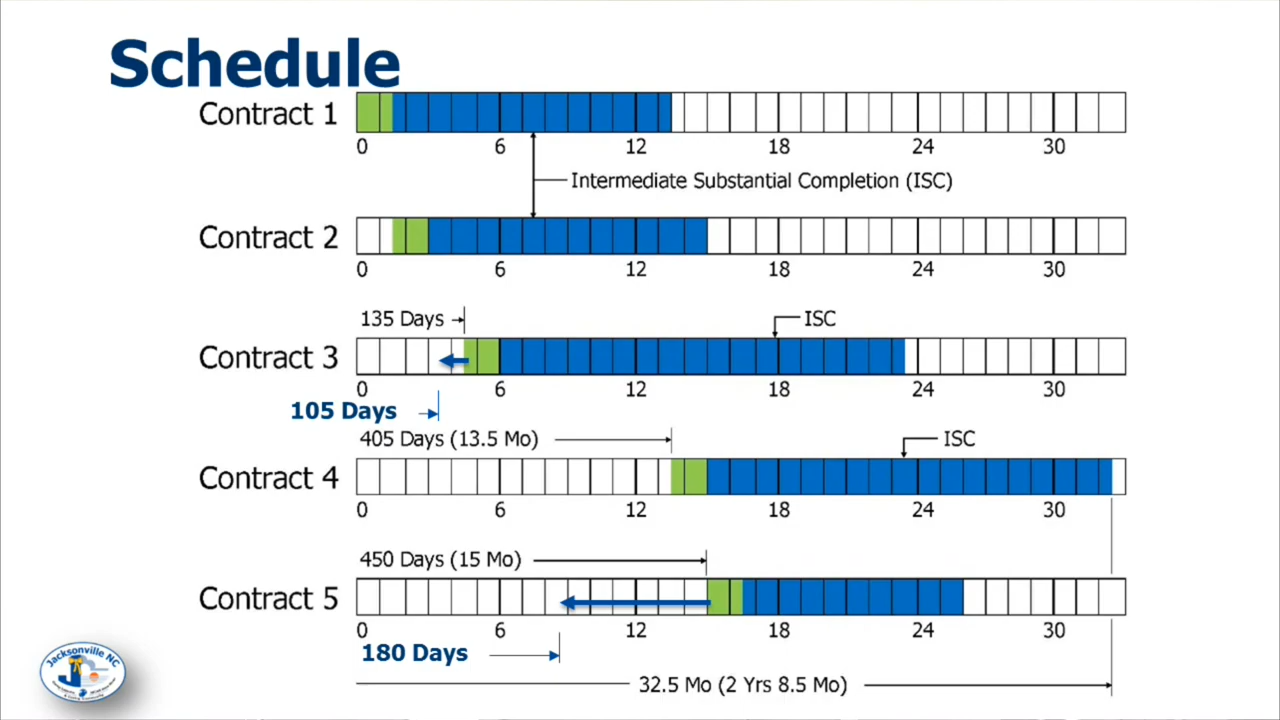 Schedule
Contract 1
0 6 12 18 24 30
Intermediate Substantial Completion (ISC)
Contract 2
0 6 12 18 24 30
135 Days
ISC
Contract 3
0 6 12 18 24 30
105 Days
405 Days (13.5 Mo)
ISC
Contract 4
0 6 12 18 24 30
450 Days (15 Mo)
Contract 5
0 6 12 18 24 30
180 Days
Jacksonville NC
32.5 Mo (2 Yrs 8.5 Mo)